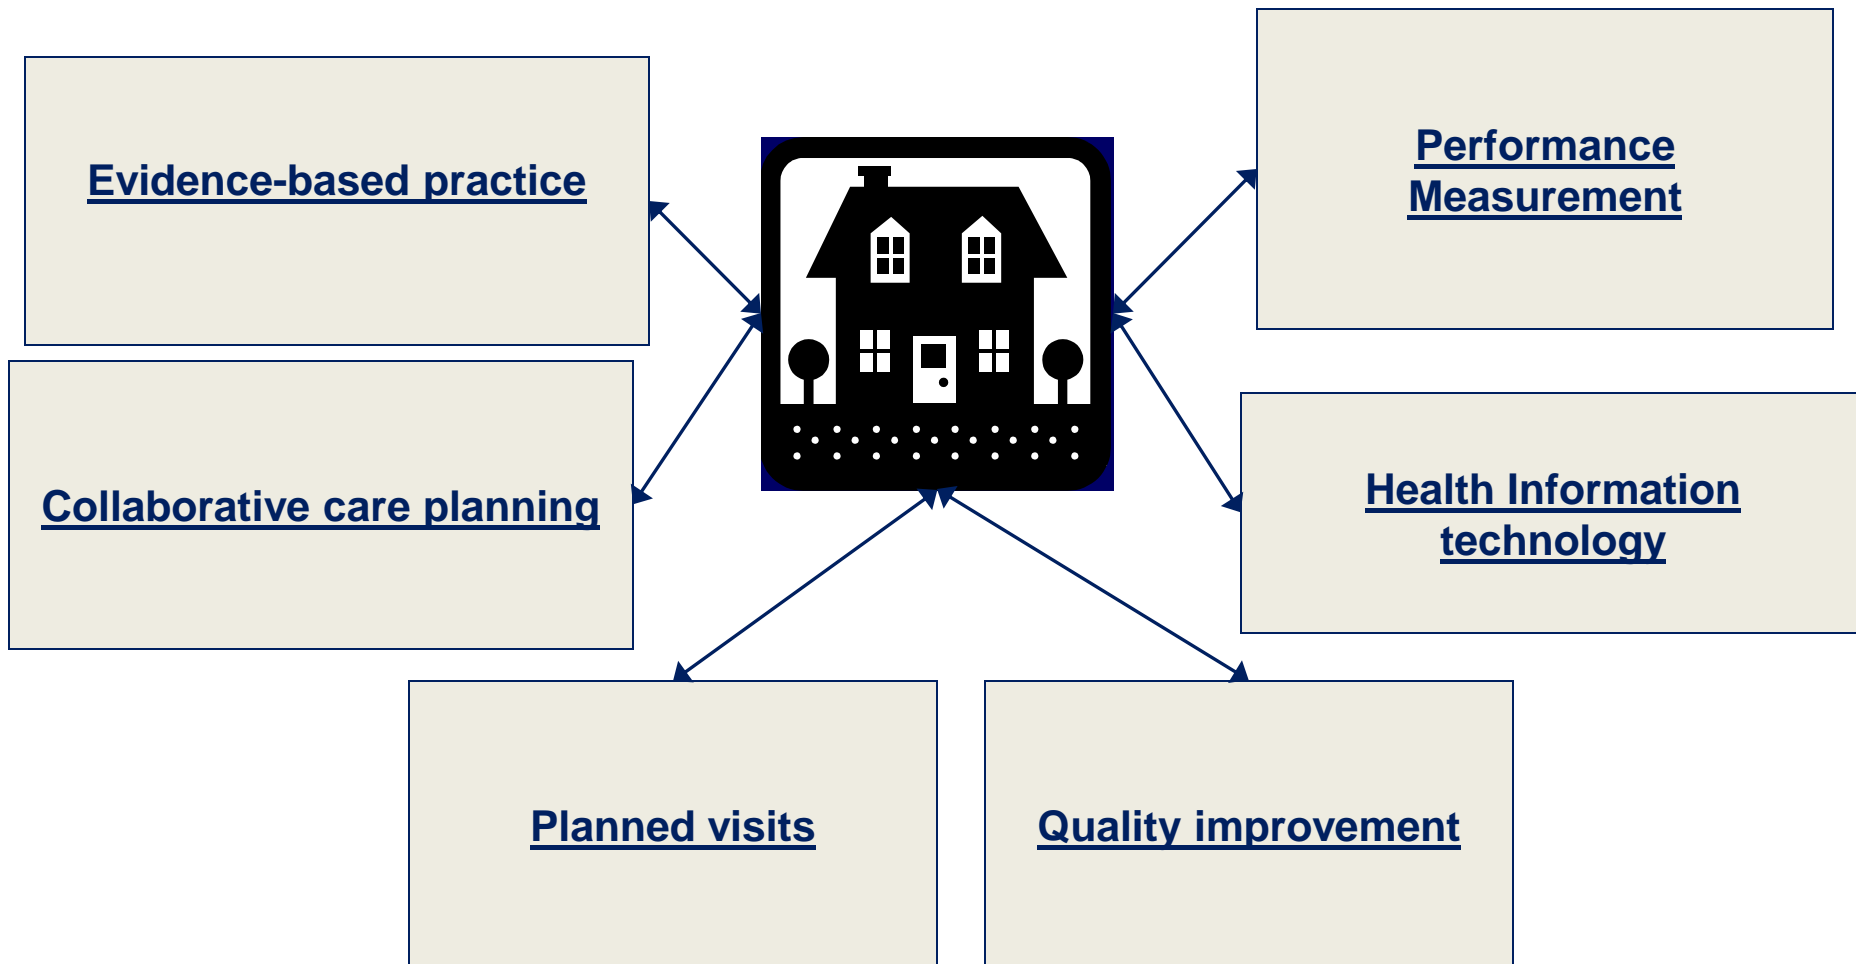 Evidence-based practice
Performance
Measurement
Collaborative care planning
Health Information
technology
Planned visits
Quality improvement